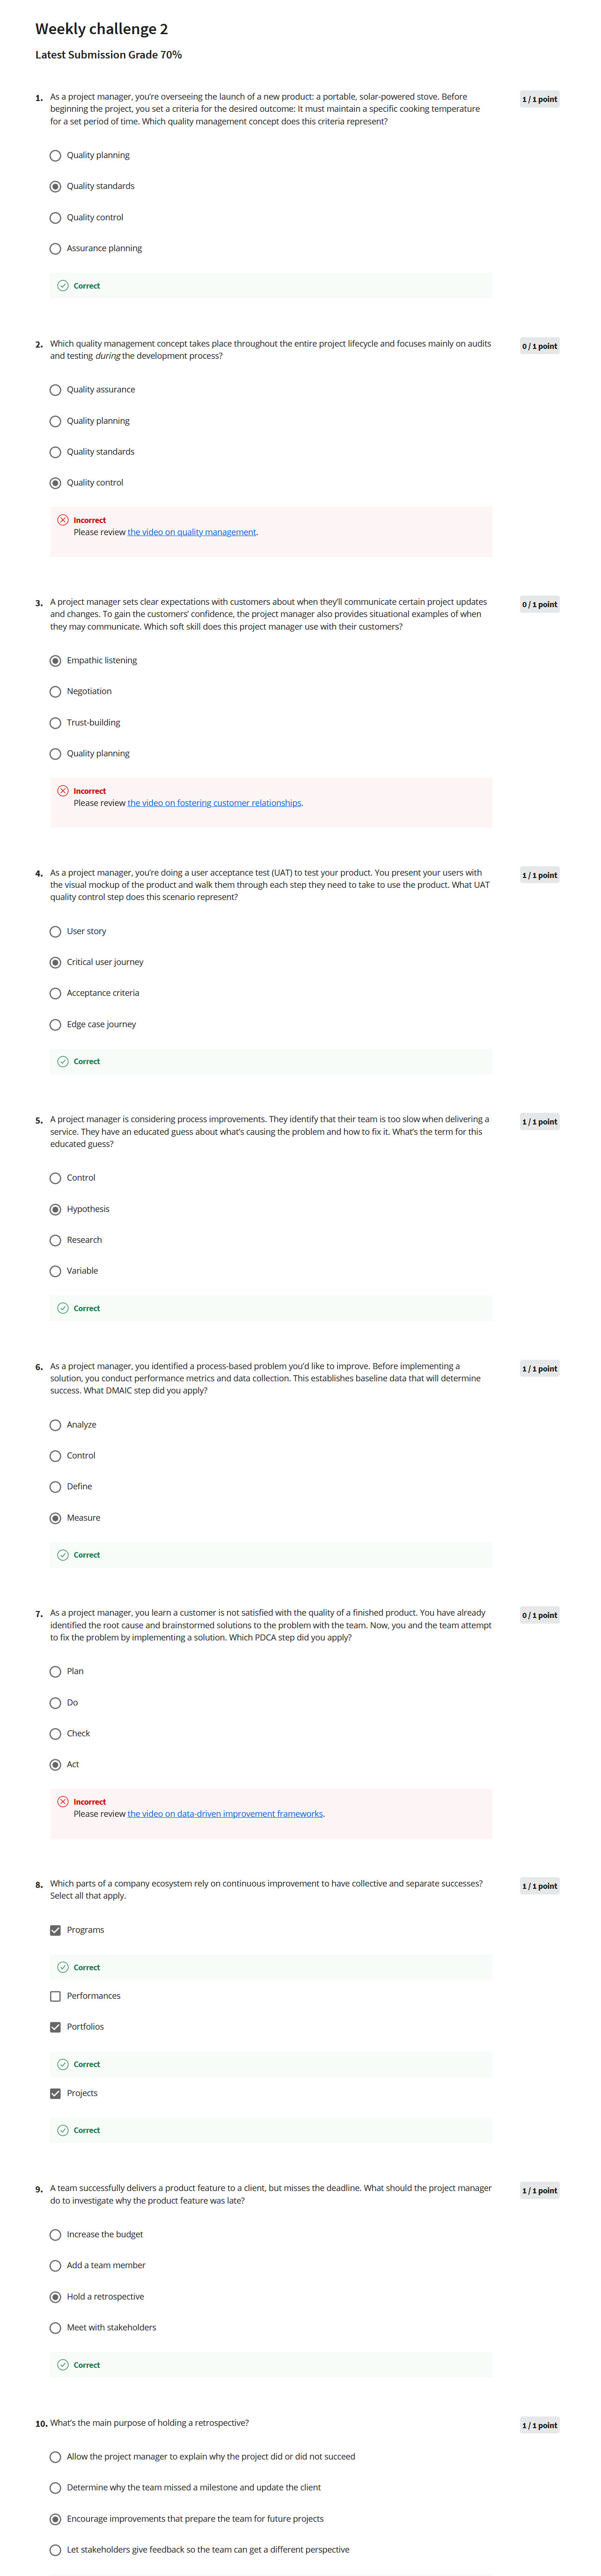 Weekly challenge 2
Latest Submission Grade 70%
1. As a project manager, you're overseeing the launch of a new product: a portable, solar-powered stove. Before
1 / 1 point
beginning the project, you set a criteria for the desired outcome: It must maintain a specific cooking temperature
for a set period of time. Which quality management concept does this criteria represent?
Quality planning
Quality standards
Quality control
Assurance planning
Correct
2. Which quality management concept takes place throughout the entire project lifecycle and focuses mainly on audits
0 / 1 point
and testing during the development process?
Quality assurance
Quality planning
Quality standards
Quality control
Incorrect
Please review the video on quality management.
3. A project manager sets clear expectations with customers about when they'll communicate certain project updates
0 / 1 point
and changes. To gain the customers' confidence, the project manager also provides situational examples of when
they may communicate. Which soft skill does this project manager use with their customers?
Empathic listening
Negotiation
Trust-building
Quality planning
Incorrect
Please review the video on fostering customer relationships.
4. As a project manager, you're doing a user acceptance test (UAT) to test your product. You present your users with
1 / 1 point
the visual mockup of the product and walk them through each step they need to take to use the product. What UAT
quality control step does this scenario represent?
User story
Critical user journey
Acceptance criteria
Edge case journey
Correct
5. A project manager is considering process improvements. They identify that their team is too slow when delivering a
1 / 1 point
service. They have an educated guess about what's causing the problem and how to fix it. What's the term for this
educated guess?
Control
Hypothesis
Research
Variable
Correct
6. As a project manager, you identified a process-based problem you'd like to improve. Before implementing a
1 / 1 point
solution, you conduct performance metrics and data collection. This establishes baseline data that will determine
success. What DMAIC step did you apply?
Analyze
Control
Define
Measure
Correct
7. As a project manager, you learn a customer is not satisfied with the quality of a finished product. You have already
0 / 1 point
identified the root cause and brainstormed solutions to the problem with the team. Now, you and the team attempt
to fix the problem by implementing a solution. Which PDCA step did you apply?
Plan
Do
Check
Act
Incorrect
Please review the video on data-driven improvement frameworks.
8. Which parts of a company ecosystem rely on continuous improvement to have collective and separate successes?
1 / 1 point
Select all that apply.
Programs
Correct
Performances
Portfolios
Correct
Projects
Correct
9. A team successfully delivers a product feature to a client, but misses the deadline. What should the project manager
1 / 1 point
do to investigate why the product feature was late?
Increase the budget
Add a team member
Hold a retrospective
Meet with stakeholders
Correct
10. What's the main purpose of holding a retrospective?
1 / 1 point
Allow the project manager to explain why the project did or did not succeed
Determine why the team missed a milestone and update the client
Encourage improvements that prepare the team for future projects
Let stakeholders give feedback so the team can get a different perspective